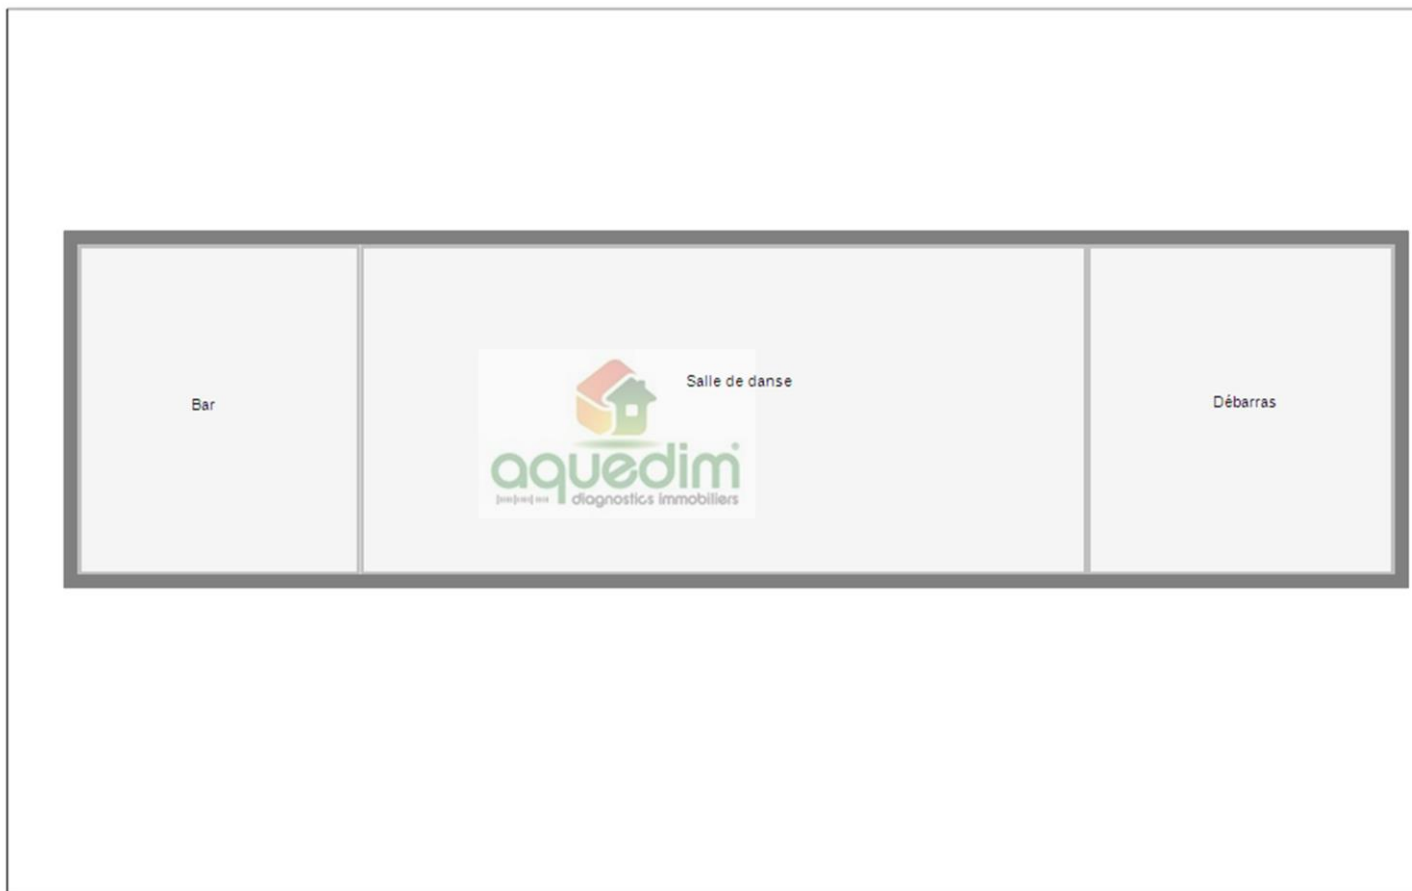 Salle de danse
Bar
Débarras
aquedim
diagnostics immobiliers